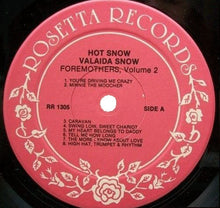 ROSETTA RECORDS
HOT SNOW
VALAIDA SNOW
FOREMOTHERS, Volume 2
1. YOU'RE DRIVING ME CRAZY
2. MINNIE THE MOOCHER
RR 1305
SIDE A
3. CARAVAN
4. SWING LOW, SWEET CHARIOT
5. MY HEART BELONGS TO DADDY
6. TELL ME HOW LONG
7. THE MORE I KNOW ABOUT LOVE
8. HIGH HAT, TRUMPET & RHYTHM